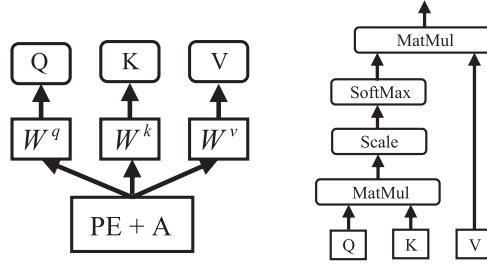 Q K V
W^q W^k W^v
PE + A
MatMul
SoftMax
Scale
MatMul
Q K V